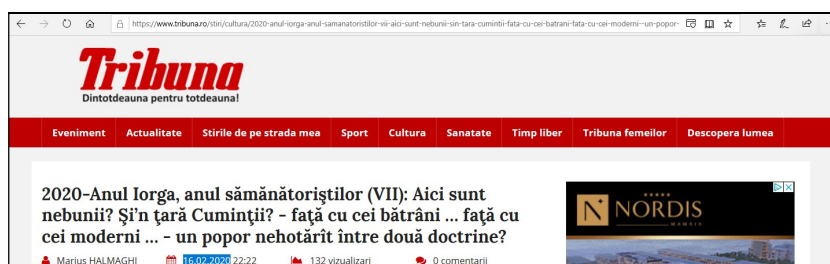 https://www.tribuna.ro/stiri/cultura/2020-anul-iorga-anul-samanatoristilor-vii-aici-sunt-nebunii-sin-tara-cumintii-fata-cu-cei-batrani-fata-cu-cei-moderni--un-popor-
Tribuna
Dintotdeauna pentru totdeauna!
Eveniment Actualitate Stirile de pe strada mea Sport Cultura Sanatate Timp liber Tribuna femeilor Descopera lumea
2020-Anul Iorga, anul sămănătoriştilor (VII): Aici sunt
nebunii? Şi’n ţară Cuminţii? - faţă cu cei bătrâni ... faţă cu
cei moderni ... - un popor nehotărît între două doctrine?
Marius HALMAGHI 16.02.2020 22:22 132 vizualizari 0 comentarii
N NORDIS
MAMAIA